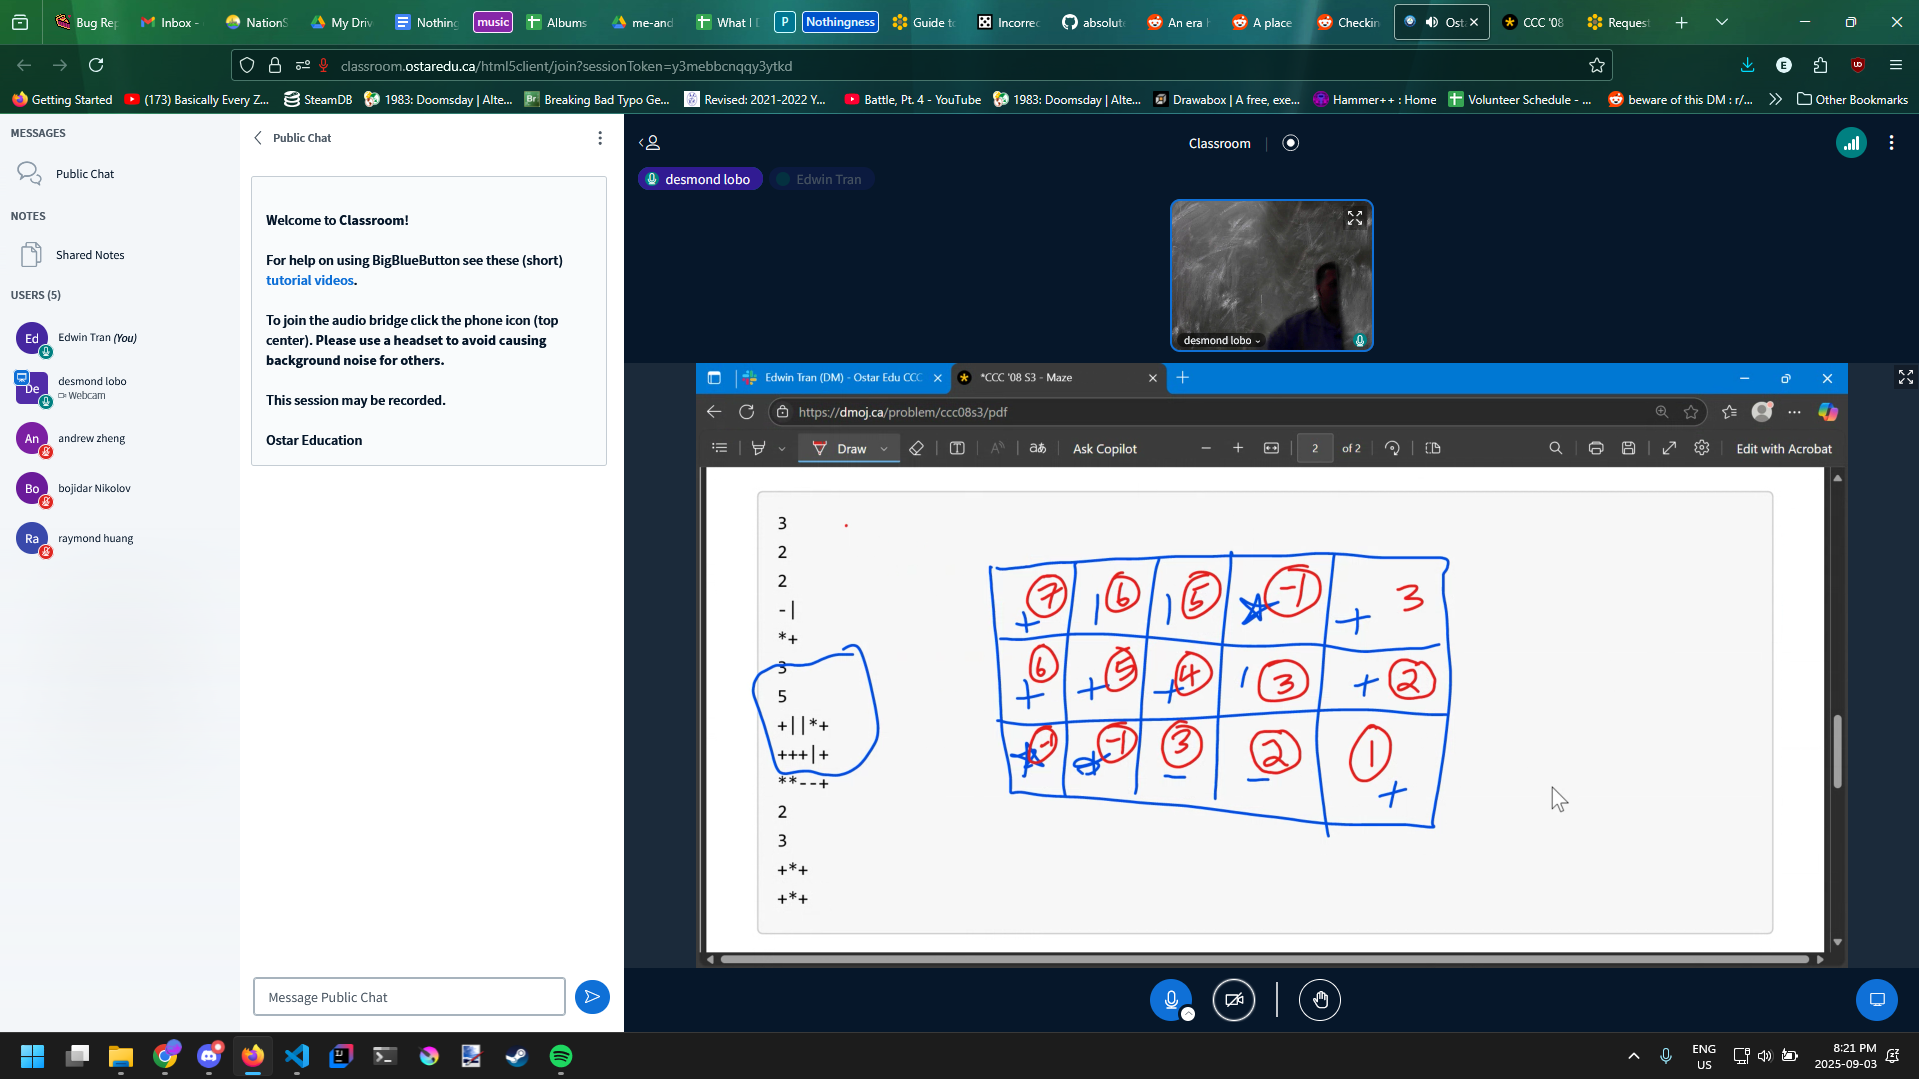 Bug Rep
Inbox -
NationS
My Driv
Nothing
music
Albums
me-and
What I D
P
Nothingness
Guide to
Incorrec
absolut
An era h
A place
Checkin
Ost
CCC '08
Request
classroom.ostaredu.ca/html5client/join?sessionToken=y3mebbcnqqy3ytkd
E
Getting Started
(173) Basically Every Z...
SteamDB
1983: Doomsday | Alte...
Breaking Bad Typo Ge...
Revised: 2021-2022 Y...
Battle, Pt. 4 - YouTube
1983: Doomsday | Alte...
Drawabox | A free, exe...
Hammer++ : Home
Volunteer Schedule - ...
beware of this DM : r/...
Other Bookmarks
MESSAGES
Public Chat
NOTES
Shared Notes
USERS (5)
Ed
Edwin Tran (You)
De
desmond lobo
Webcam
An
andrew zheng
Bo
bojidar Nikolov
Ra
raymond huang
Public Chat
Welcome to Classroom!
For help on using BigBlueButton see these (short)
tutorial videos.
To join the audio bridge click the phone icon (top
center). Please use a headset to avoid causing
background noise for others.
This session may be recorded.
Ostar Education
Message Public Chat
Classroom
desmond lobo
Edwin Tran
desmond lobo
Edwin Tran (DM) - Ostar Edu CCC
*CCC '08 S3 - Maze
https://dmoj.ca/problem/ccc08s3/pdf
Draw
aあ
Ask Copilot
2
of 2
Edit with Acrobat
3
2
2
-|
*+
3
5
+||*+
+++|+
**--+
2
3
+*+
+*+
+ 7 | 6 | 5 * -1 + 3
+ 6 + 5 + 4 | 3 + 2
* -1 * -1 - 3 - 2 + 1
ENG
US
8:21 PM
2025-09-03